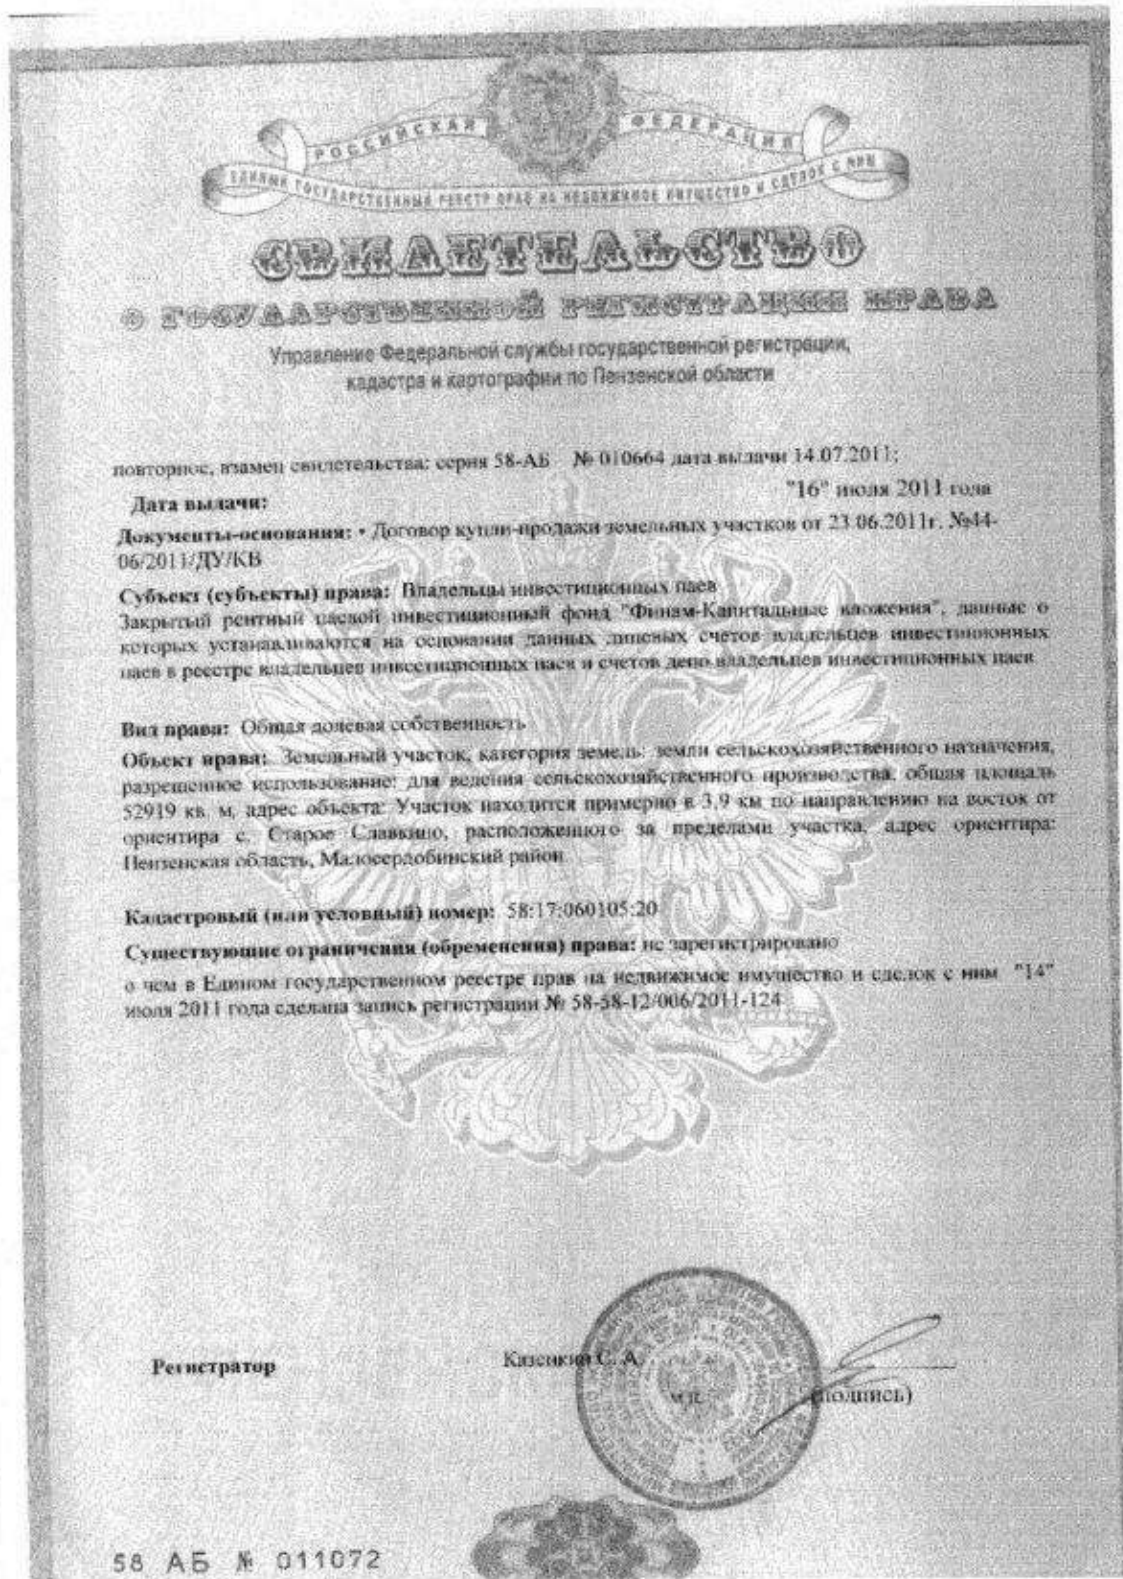 РОССИЙСКАЯ ФЕДЕРАЦИЯ
ЕДИНЫЙ ГОСУДАРСТВЕННЫЙ РЕЕСТР ПРАВ НА НЕДВИЖИМОЕ ИМУЩЕСТВО И СДЕЛОК С НИМ
СВИДЕТЕЛЬСТВО
О ГОСУДАРСТВЕННОЙ РЕГИСТРАЦИИ ПРАВА
Управление Федеральной службы государственной регистрации,
кадастра и картографии по Пензенской области
повторное, взамен свидетельства: серия 58-АБ № 010664 дата выдачи 14.07.2011;
Дата выдачи: "16" июля 2011 года
Документы-основания: • Договор купли-продажи земельных участков от 23.06.2011г. №44-
06/2011/ДУ/КВ
Субъект (субъекты) права: Владельцы инвестиционных паев
Закрытый рентный паевой инвестиционный фонд "Финам-Капитальные вложения", данные о
которых устанавливаются на основании данных лицевых счетов владельцев инвестиционных
паев в реестре владельцев инвестиционных паев и счетов депо владельцев инвестиционных паев
Вид права: Общая долевая собственность
Объект права: Земельный участок, категория земель: земли сельскохозяйственного назначения,
разрешенное использование: для ведения сельскохозяйственного производства, общая площадь
52919 кв. м, адрес объекта: Участок находится примерно в 3,9 км по направлению на восток от
ориентира с. Старое Славкино, расположенного за пределами участка, адрес ориентира:
Пензенская область, Малосердобинский район
Кадастровый (или условный) номер: 58:17:060105:20
Существующие ограничения (обременения) права: не зарегистрировано
о чем в Едином государственном реестре прав на недвижимое имущество и сделок с ним "14"
июля 2011 года сделана запись регистрации № 58-58-12/006/2011-124
Регистратор С. А.
м.п.
(подпись)
58 АБ № 011072